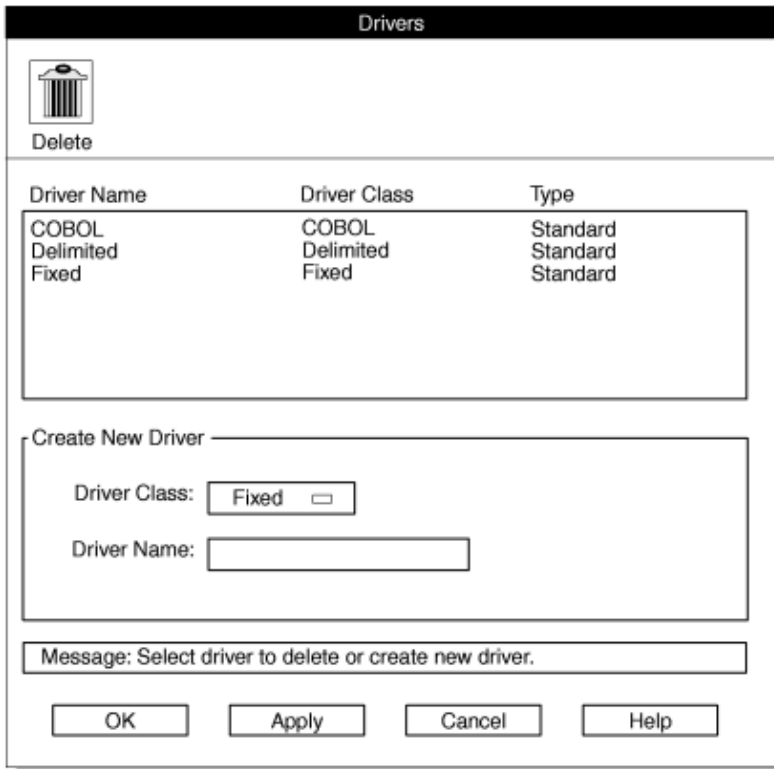 Drivers
Delete
Driver Name Driver Class Type
COBOL COBOL Standard
Delimited Delimited Standard
Fixed Fixed Standard
Create New Driver
Driver Class: Fixed
Driver Name:
Message: Select driver to delete or create new driver.
OK Apply Cancel Help